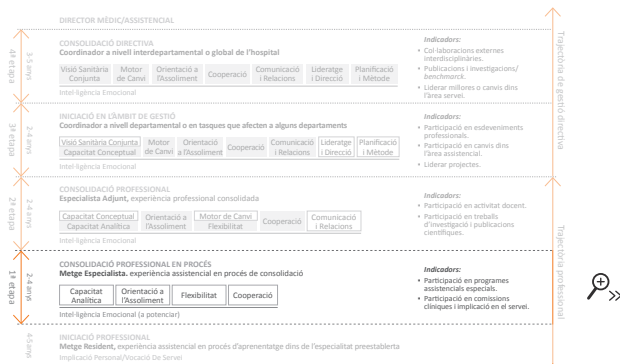 DIRECTOR MÈDIC/ASSISTENCIAL
CONSOLIDACIÓ DIRECTIVA
Coordinador a nivell interdepartamental o global de l'hospital
Visió Sanitària Conjunta
Motor de Canvi
Orientació a l'Assoliment
Cooperació
Comunicació i Relacions
Lideratge i Direcció
Planificació i Mètode
Intel·ligència Emocional
Indicadors:
• Col·laboracions externes
interdisciplinàries.
• Publicacions i investigacions/
benchmark.
• Liderar millores o canvis dins
l'àrea servei.
4ª etapa
3-5 anys
INICIACIÓ EN L'ÀMBIT DE GESTIÓ
Coordinador a nivell departamental o en tasques que afecten a alguns departaments
Visió Sanitària Conjunta
Capacitat Conceptual
Motor de Canvi
Orientació a l'Assoliment
Cooperació
Comunicació i Relacions
Lideratge i Direcció
Planificació i Mètode
Intel·ligència Emocional
Indicadors:
• Participació en esdeveniments
professionals.
• Participació en canvis dins
l'àrea assistencial.
• Liderar projectes.
3ª etapa
2-4 anys
Trajectòria de gestió directiva
CONSOLIDACIÓ PROFESSIONAL
Especialista Adjunt, experiència professional consolidada
Capacitat Conceptual
Capacitat Analítica
Orientació a l'Assoliment
Motor de Canvi
Flexibilitat
Cooperació
Comunicació i Relacions
Intel·ligència Emocional
Indicadors:
• Participació en activitat docent.
• Participació en treballs
d'investigació i publicacions
científiques.
2ª etapa
2-4 anys
CONSOLIDACIÓ PROFESSIONAL EN PROCÉS
Metge Especialista. experiència assistencial en procés de consolidació
Capacitat Analítica
Orientació a l'Assoliment
Flexibilitat
Cooperació
Intel·ligència Emocional (a potenciar)
Indicadors:
• Participació en programes
assistencials especials.
• Participació en comissions
clíniques i implicació en el servei.
1ª etapa
2-4 anys
Trajectòria professional
INICIACIÓ PROFESSIONAL
Metge Resident, experiència assistencial en procés d'aprenentatge dins de l'especialitat preestablerta
Implicació Personal/Vocació De Servei
4-5 anys